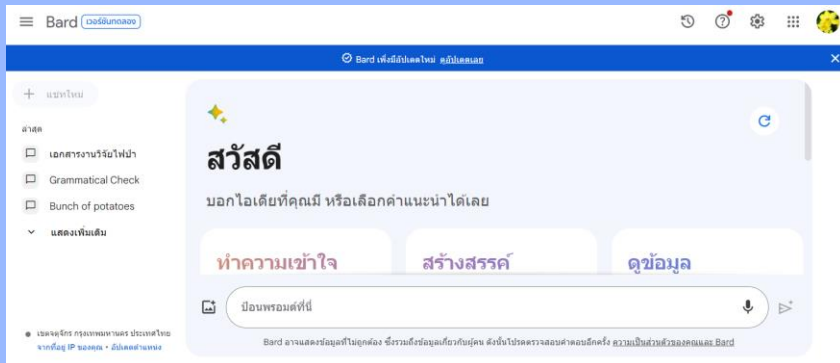 Bard เวอร์ชันทดลอง
Bard เพิ่งมีอัปเดตใหม่ ดูอัปเดตเลย
แชทใหม่
ล่าสุด
เอกสารงานวิจัยไฟป่า
Grammatical Check
Bunch of potatoes
แสดงเพิ่มเติม
เขตจตุจักร กรุงเทพมหานคร ประเทศไทย
จากที่อยู่ IP ของคุณ • อัปเดตตำแหน่ง
สวัสดี
บอกไอเดียที่คุณมี หรือเลือกคำแนะนำได้เลย
ทำความเข้าใจ
สร้างสรรค์
ดูข้อมูล
ป้อนพรอมต์ที่นี่
Bard อาจแสดงข้อมูลที่ไม่ถูกต้อง ซึ่งรวมถึงข้อมูลเกี่ยวกับผู้คน ดังนั้นโปรดตรวจสอบคำตอบอีกครั้ง ความเป็นส่วนตัวของคุณและ Bard